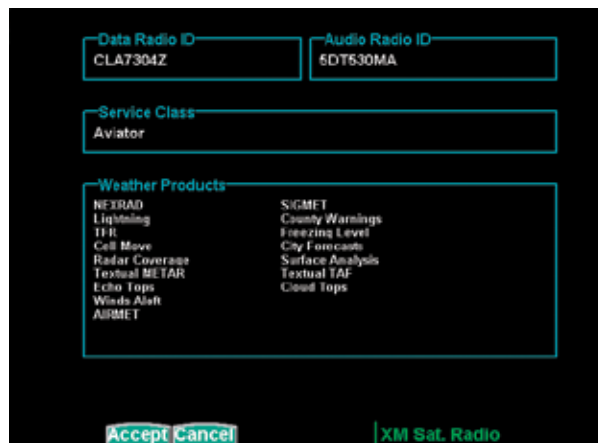 Data Radio ID
CLA7304Z
Audio Radio ID
6DT530MA
Service Class
Aviator
Weather Products
NEXRAD
Lightning
TFR
Cell Move
Radar Coverage
Textual METAR
Echo Tops
Winds Aloft
AIRMET
SIGMET
County Warnings
Freezing Level
City Forecasts
Surface Analysis
Textual TAF
Cloud Tops
Accept Cancel
XM Sat. Radio